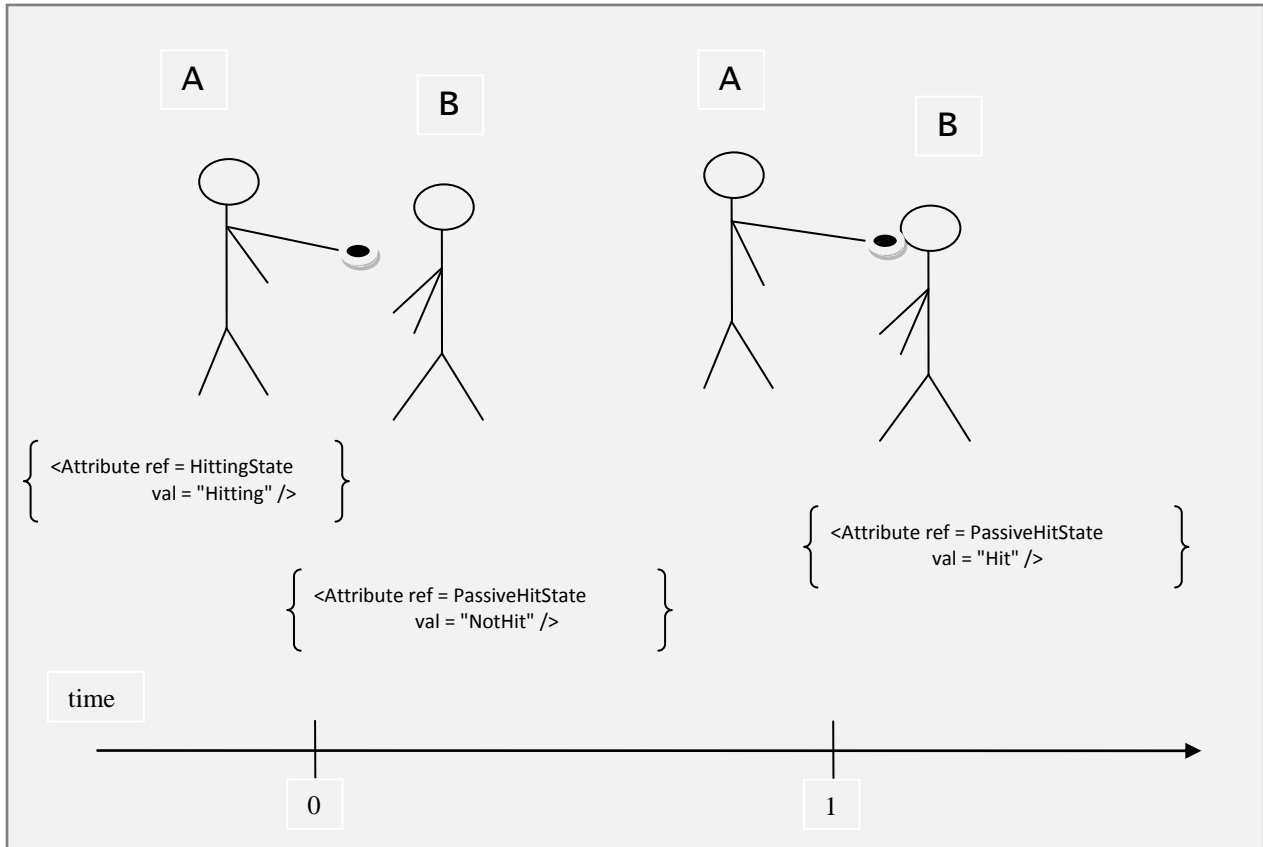 A
B
A
B
<Attribute ref = HittingState
val = "Hitting" />
<Attribute ref = PassiveHitState
val = "Hit" />
<Attribute ref = PassiveHitState
val = "NotHit" />
time
0
1